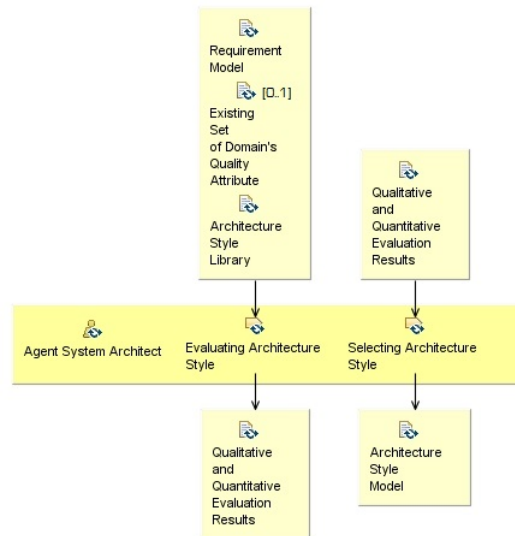 Requirement
Model
[0..1]
Existing
Set
of Domain's
Quality
Attribute
Architecture
Style
Library
Qualitative
and
Quantitative
Evaluation
Results
Agent System Architect
Evaluating Architecture
Style
Selecting Architecture
Style
Qualitative
and
Quantitative
Evaluation
Results
Architecture
Style
Model